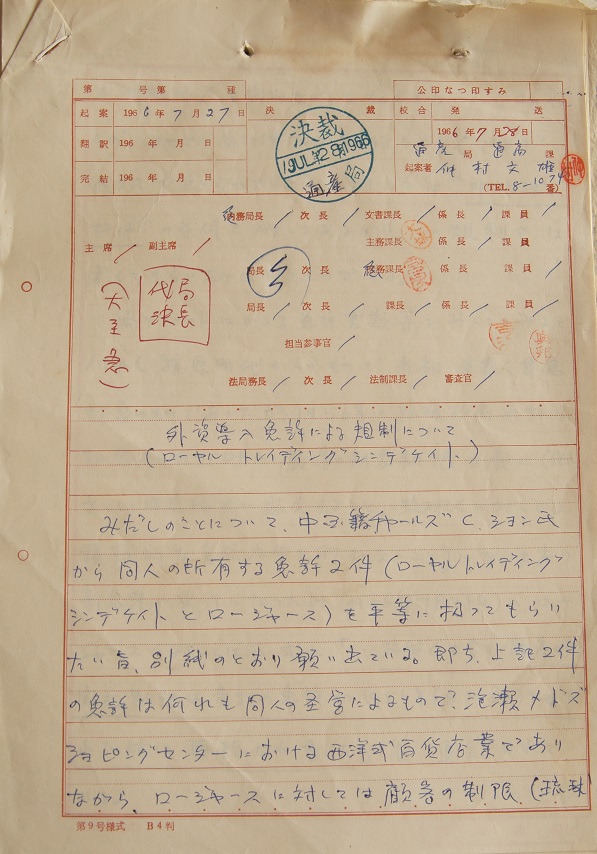 第 号第 種
公印なつ印すみ
起案 1966年7月27日 決 裁 校合 発 送
決裁
1966年7月28日
翻訳 196 年 月 日
通産局 通商課
完結 196 年 月 日
通産局
起案者 仲村文雄
(TEL.8-1074番)
総務局長 次長 文書課長 係長 課員
主務課長 係長 課員
主席 副主席
局長 次長 総務課長 係長 課員
局長
代決
(大至急)
局長 次長 課長 係長 課員
担当参事官
法務局長 次長 法制課長 審査官
外資導入免許による規制について
(ローヤル トレイディングシンデケイト)
みだしのことについて、中国籍チャールズC.ション氏
から同人の所有する免許2件(ローヤルトレイディング
シンデケイトとロージャース)を平等に扱ってもらい
たい旨、別紙のとおり願い出ている。即ち、上記2件
の免許は何れも同人の経営によるもので、泡瀬メドズ
ショピングセンターにおける西洋式百貨店業であり
ながら、ロージャースに対しては顧客の制限(琉球
第9号様式 B4判